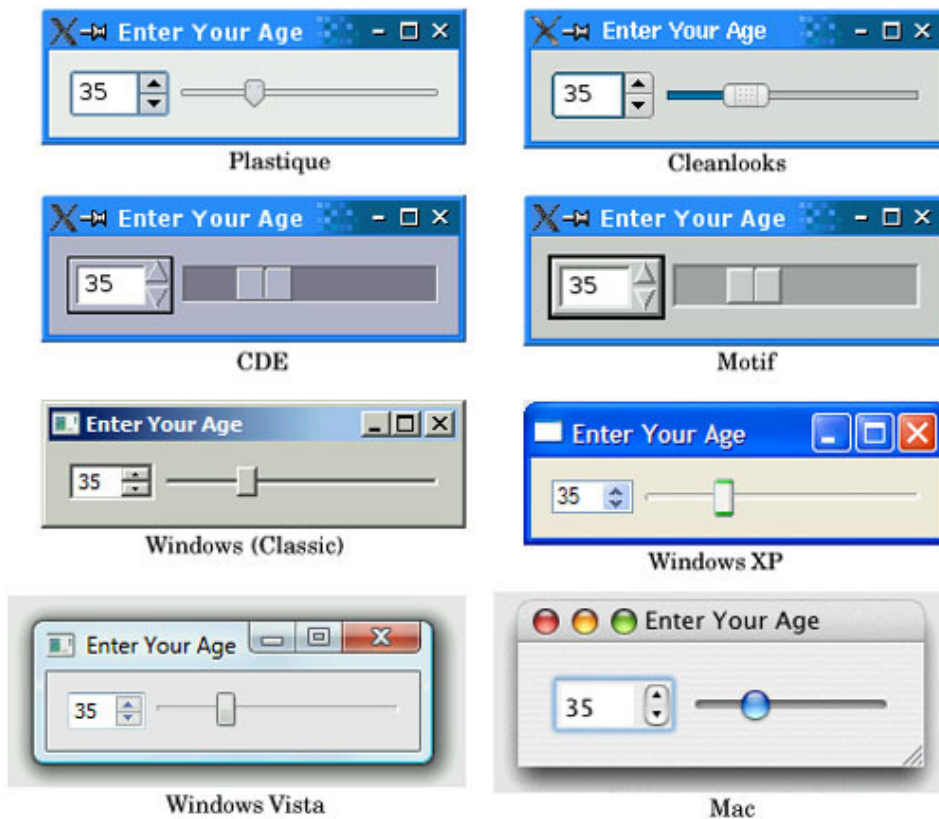 Enter Your Age
35
Plastique
Enter Your Age
35
Cleanlooks
Enter Your Age
35
CDE
Enter Your Age
35
Motif
Enter Your Age
35
Windows (Classic)
Enter Your Age
35
Windows XP
Enter Your Age
35
Windows Vista
Enter Your Age
35
Mac